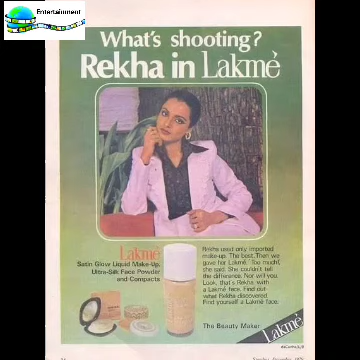 Entertainment
What's shooting?
Rekha in Lakmé
Lakmé
Satin Glow Liquid Make-Up,
Ultra-Silk Face Powder
and Compacts
Rekha used only imported
make-up. The best. Then we
gave her Lakmé. Too much!,
she said. She couldn't tell
the difference. Nor will you.
Look, that's Rekha with
a Lakmé face. Find out
what Rekha discovered.
Find yourself a Lakmé face.
The Beauty Maker
Lakmé